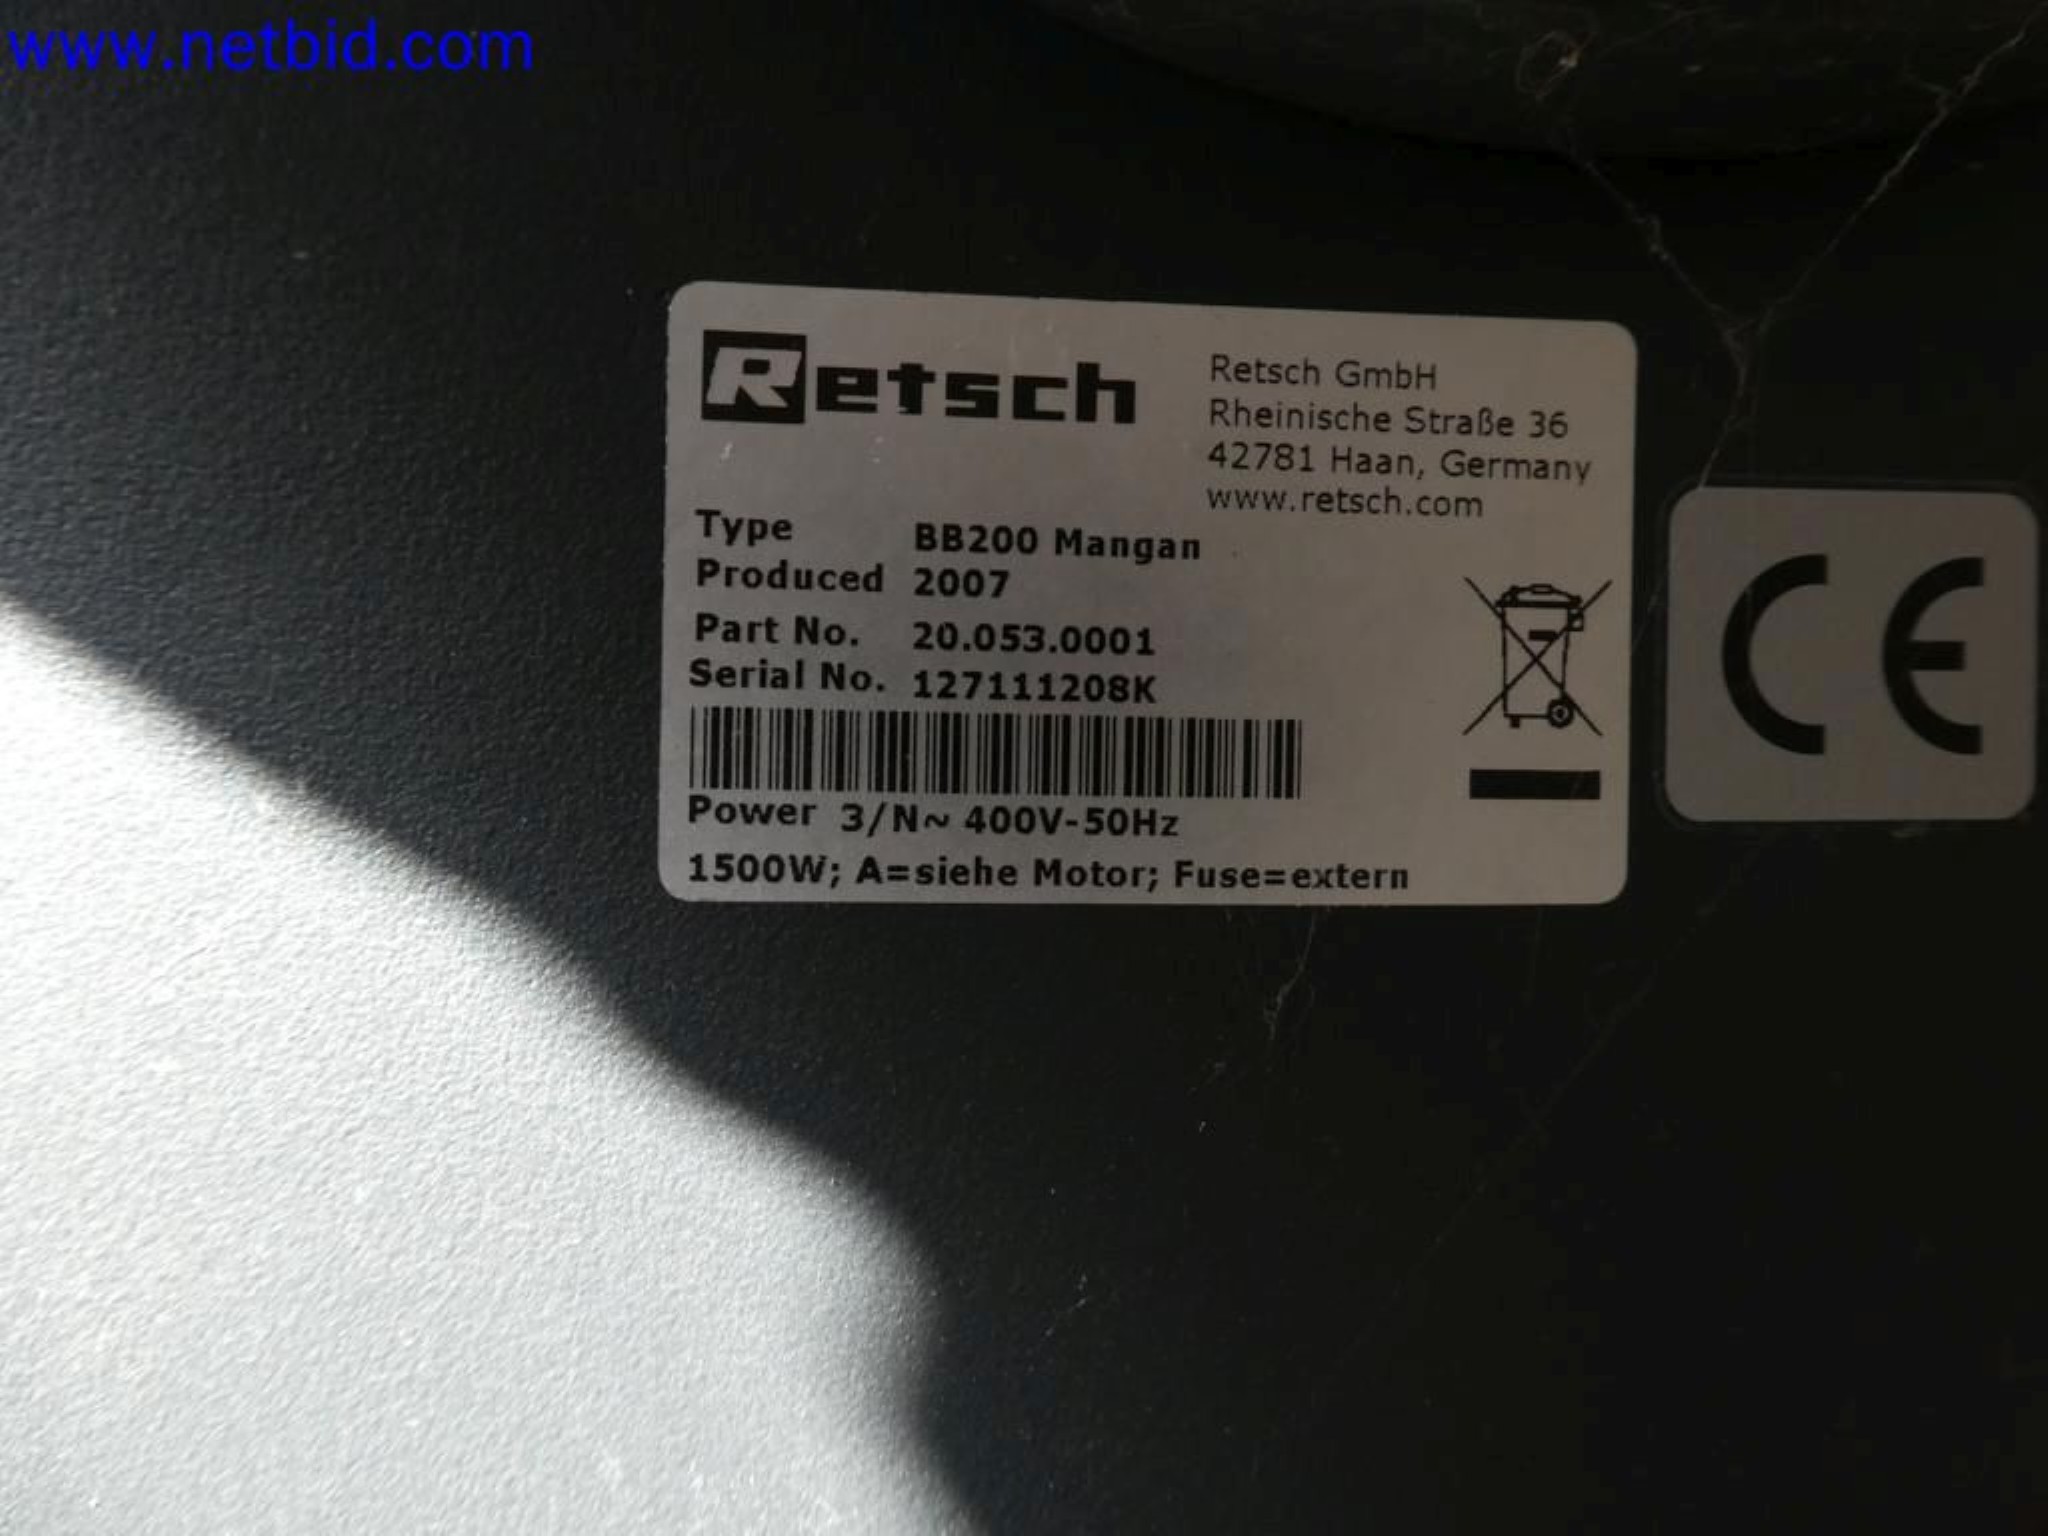 www.netbid.com
Retsch
Retsch GmbH
Rheinische Straße 36
42781 Haan, Germany
www.retsch.com
Type BB200 Mangan
Produced 2007
Part No. 20.053.0001
Serial No. 127111208K
Power 3/N~ 400V-50Hz
1500W; A=siehe Motor; Fuse=extern
CE